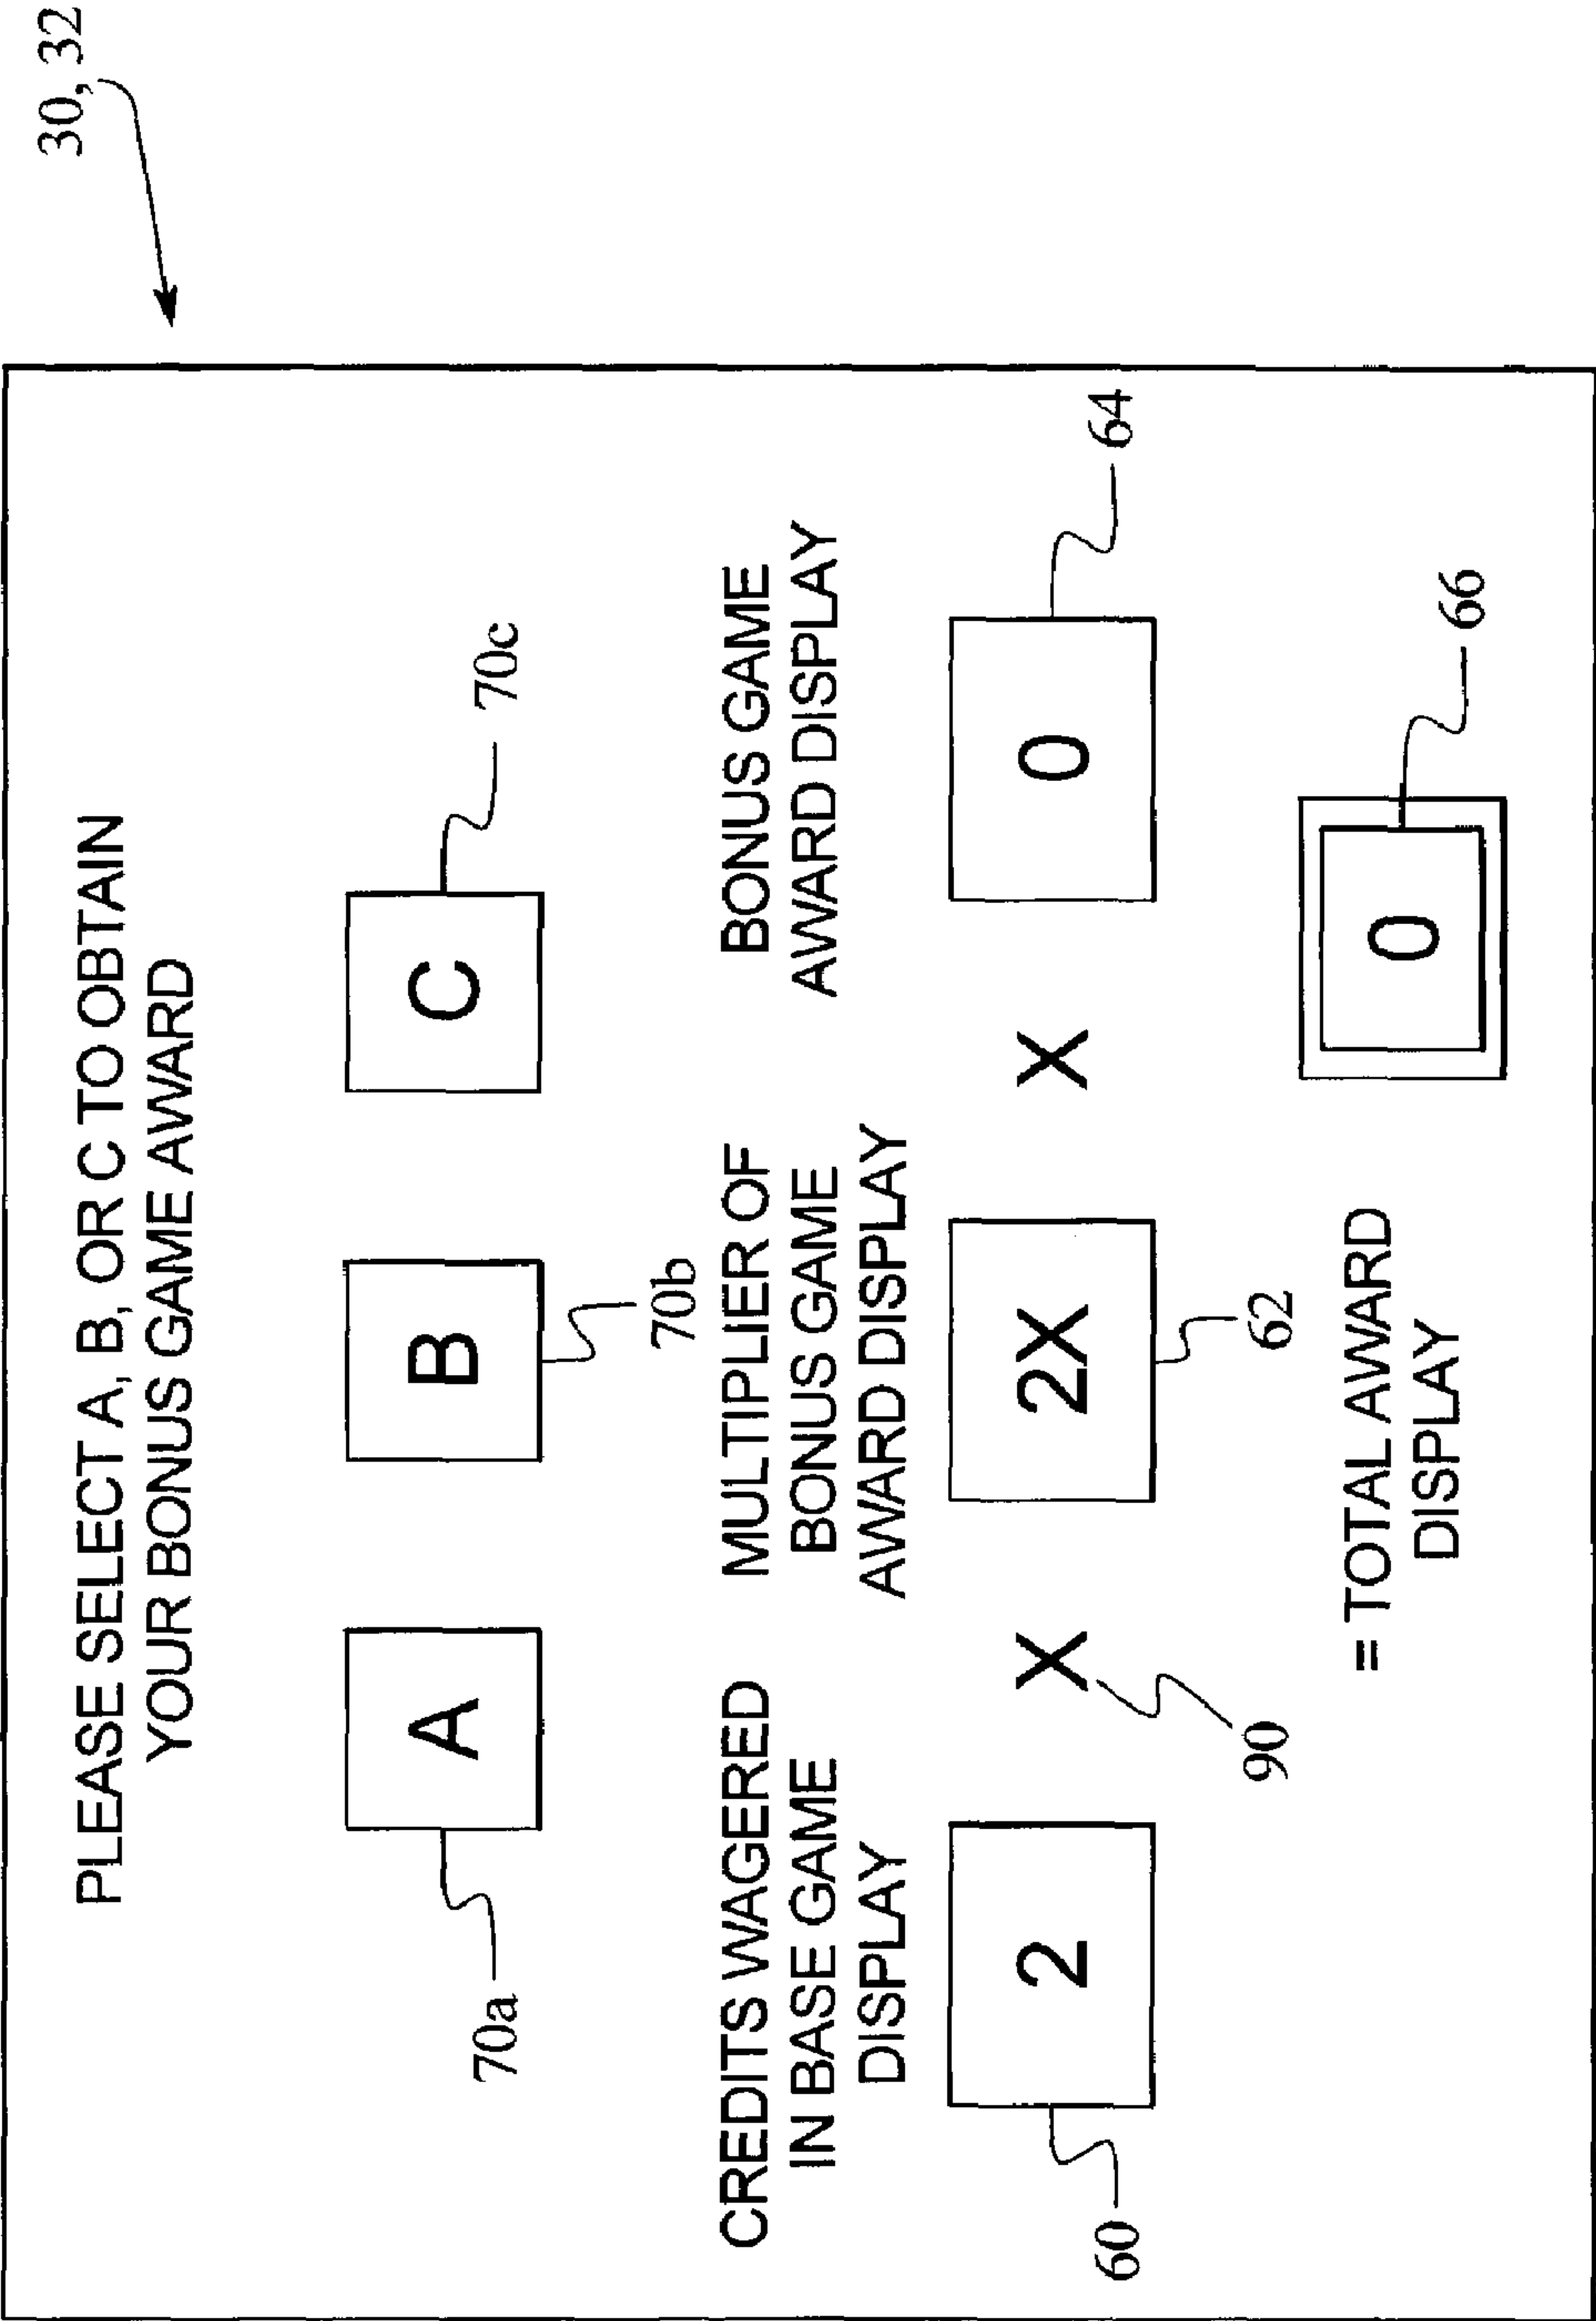 30, 32
PLEASE SELECT A, B, OR C TO OBTAIN
YOUR BONUS GAME AWARD
A
B
C
70a
70b
70c
CREDITS WAGERED
IN BASE GAME
DISPLAY
MULTIPLIER OF
BONUS GAME
AWARD DISPLAY
BONUS GAME
AWARD DISPLAY
2
X
2X
X
0
60
90
62
64
= TOTAL AWARD
DISPLAY
0
66